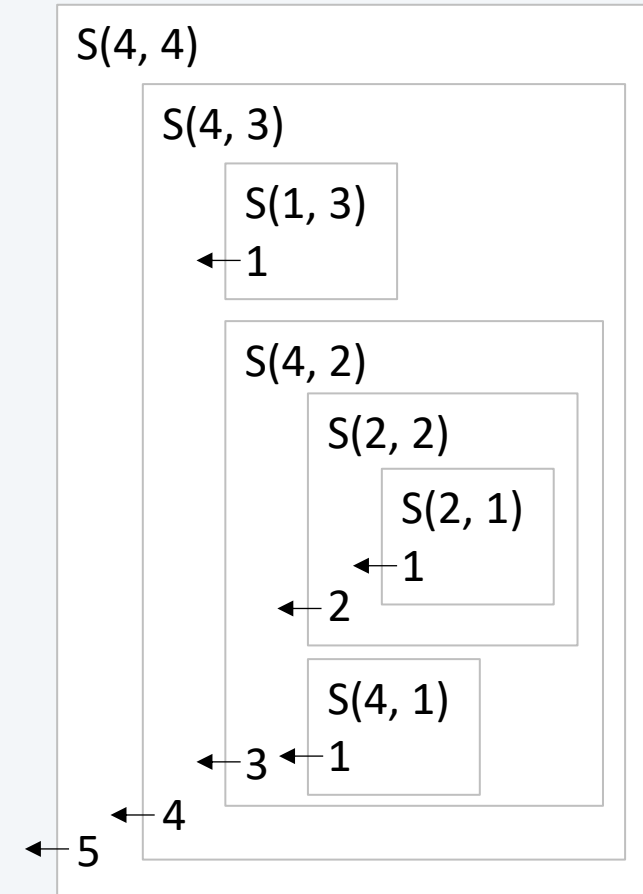 S(4, 4)
S(4, 3)
S(1, 3)
1
S(4, 2)
S(2, 2)
S(2, 1)
1
2
S(4, 1)
3 1
4
5